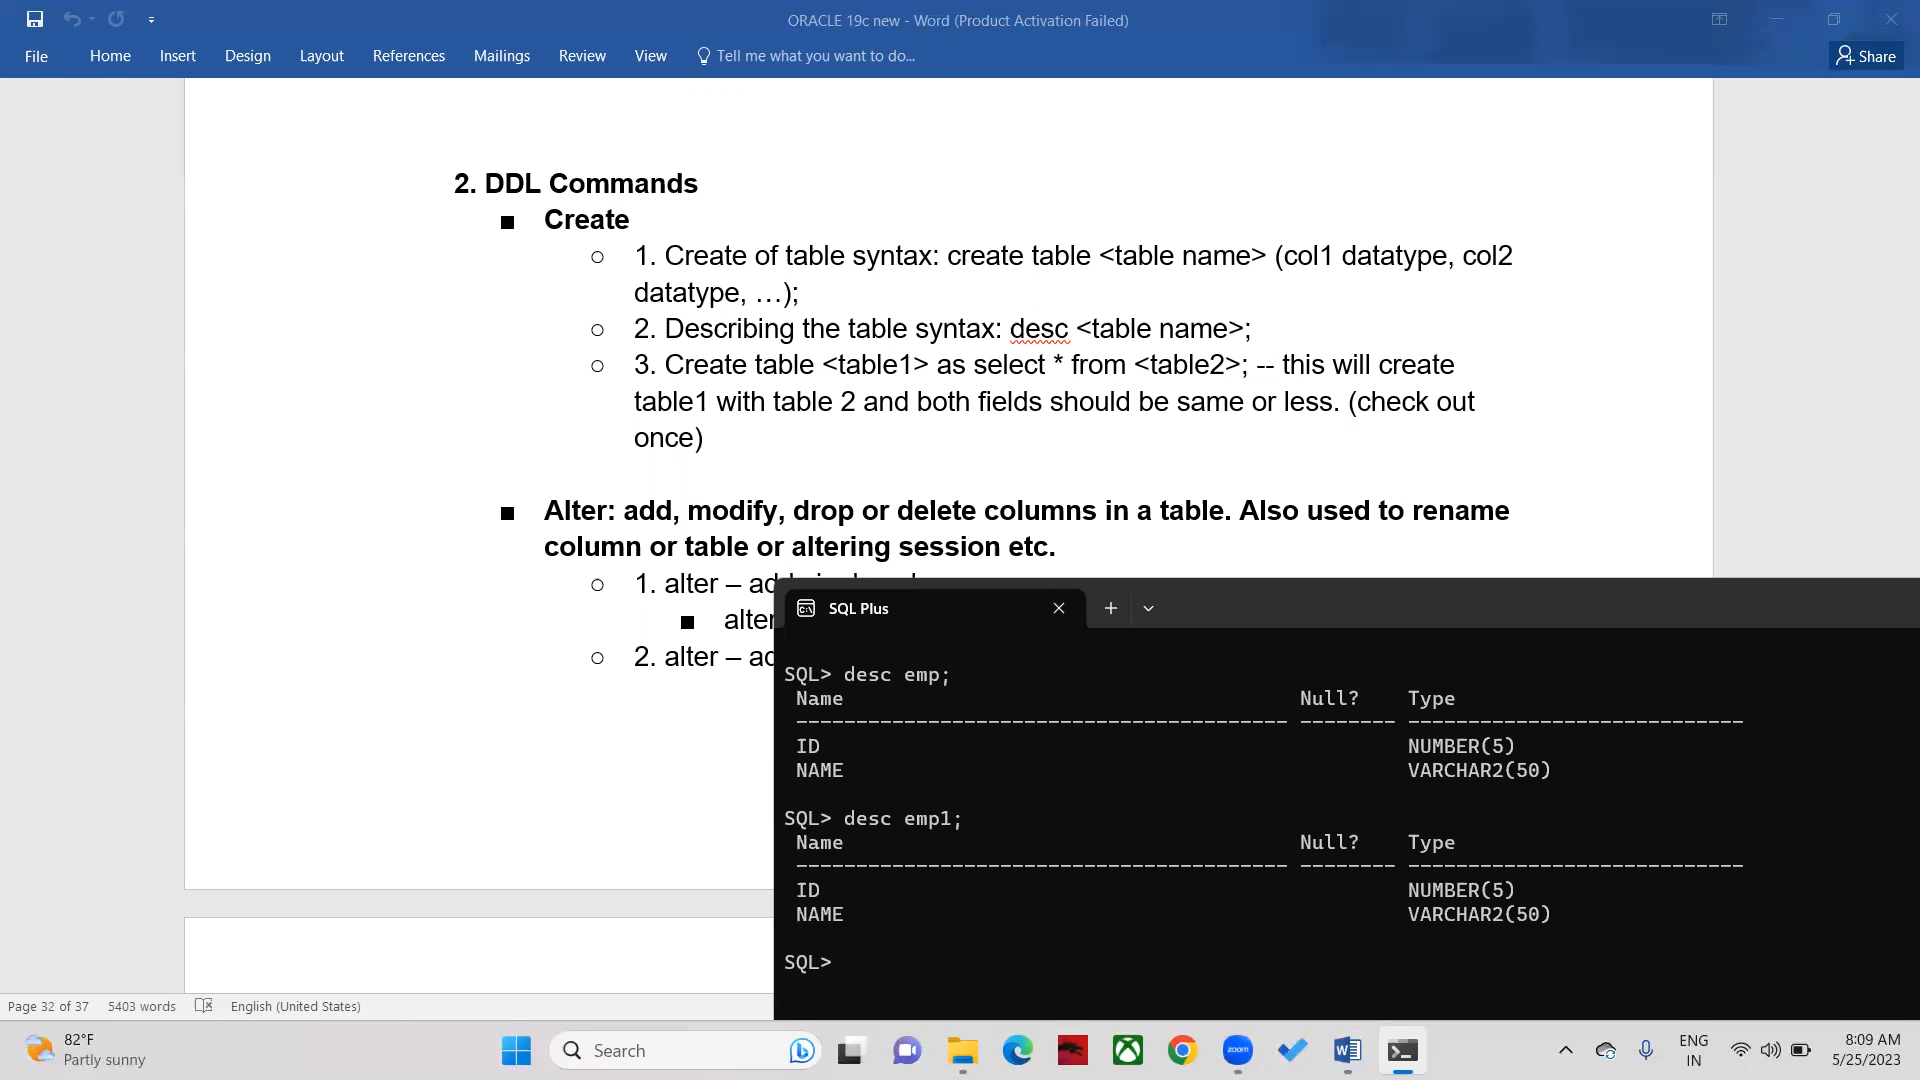 ORACLE 19c new - Word (Product Activation Failed)
File Home Insert Design Layout References Mailings Review View Tell me what you want to do... Share
2. DDL Commands
■ Create
○ 1. Create of table syntax: create table <table name> (col1 datatype, col2
datatype, …);
○ 2. Describing the table syntax: desc <table name>;
○ 3. Create table <table1> as select * from <table2>; -- this will create
table1 with table 2 and both fields should be same or less. (check out
once)
■ Alter: add, modify, drop or delete columns in a table. Also used to rename
column or table or altering session etc.
○ 1. alter –
■ alter
○ 2. alter –
SQL Plus
SQL> desc emp;
Name Null? Type
----------------------------------------- -------- ----------------------------
ID NUMBER(5)
NAME VARCHAR2(50)
SQL> desc emp1;
Name Null? Type
----------------------------------------- -------- ----------------------------
ID NUMBER(5)
NAME VARCHAR2(50)
SQL>
Page 32 of 37 5403 words English (United States)
82°F
Partly sunny
Search
zoom
ENG
IN
8:09 AM
5/25/2023